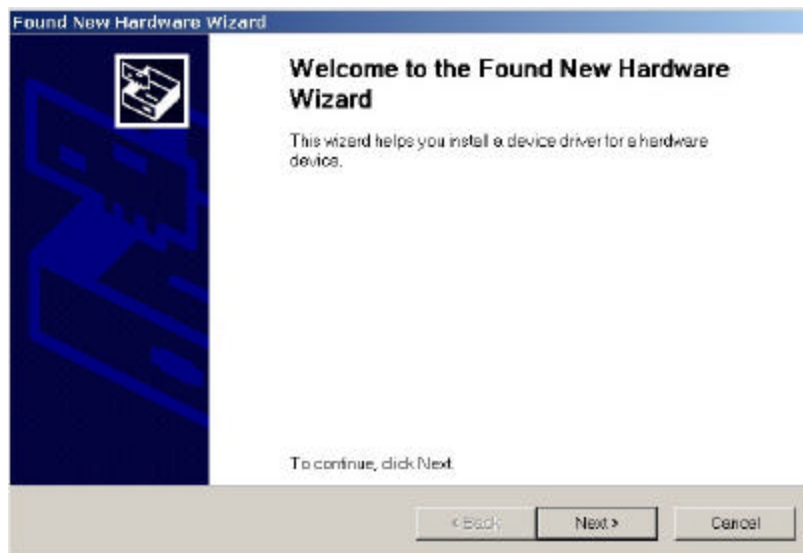 Found New Hardware Wizard
Welcome to the Found New Hardware
Wizard
This wizard helps you install a device driver for a hardware
device.
To continue, click Next.
< Back
Next >
Cancel